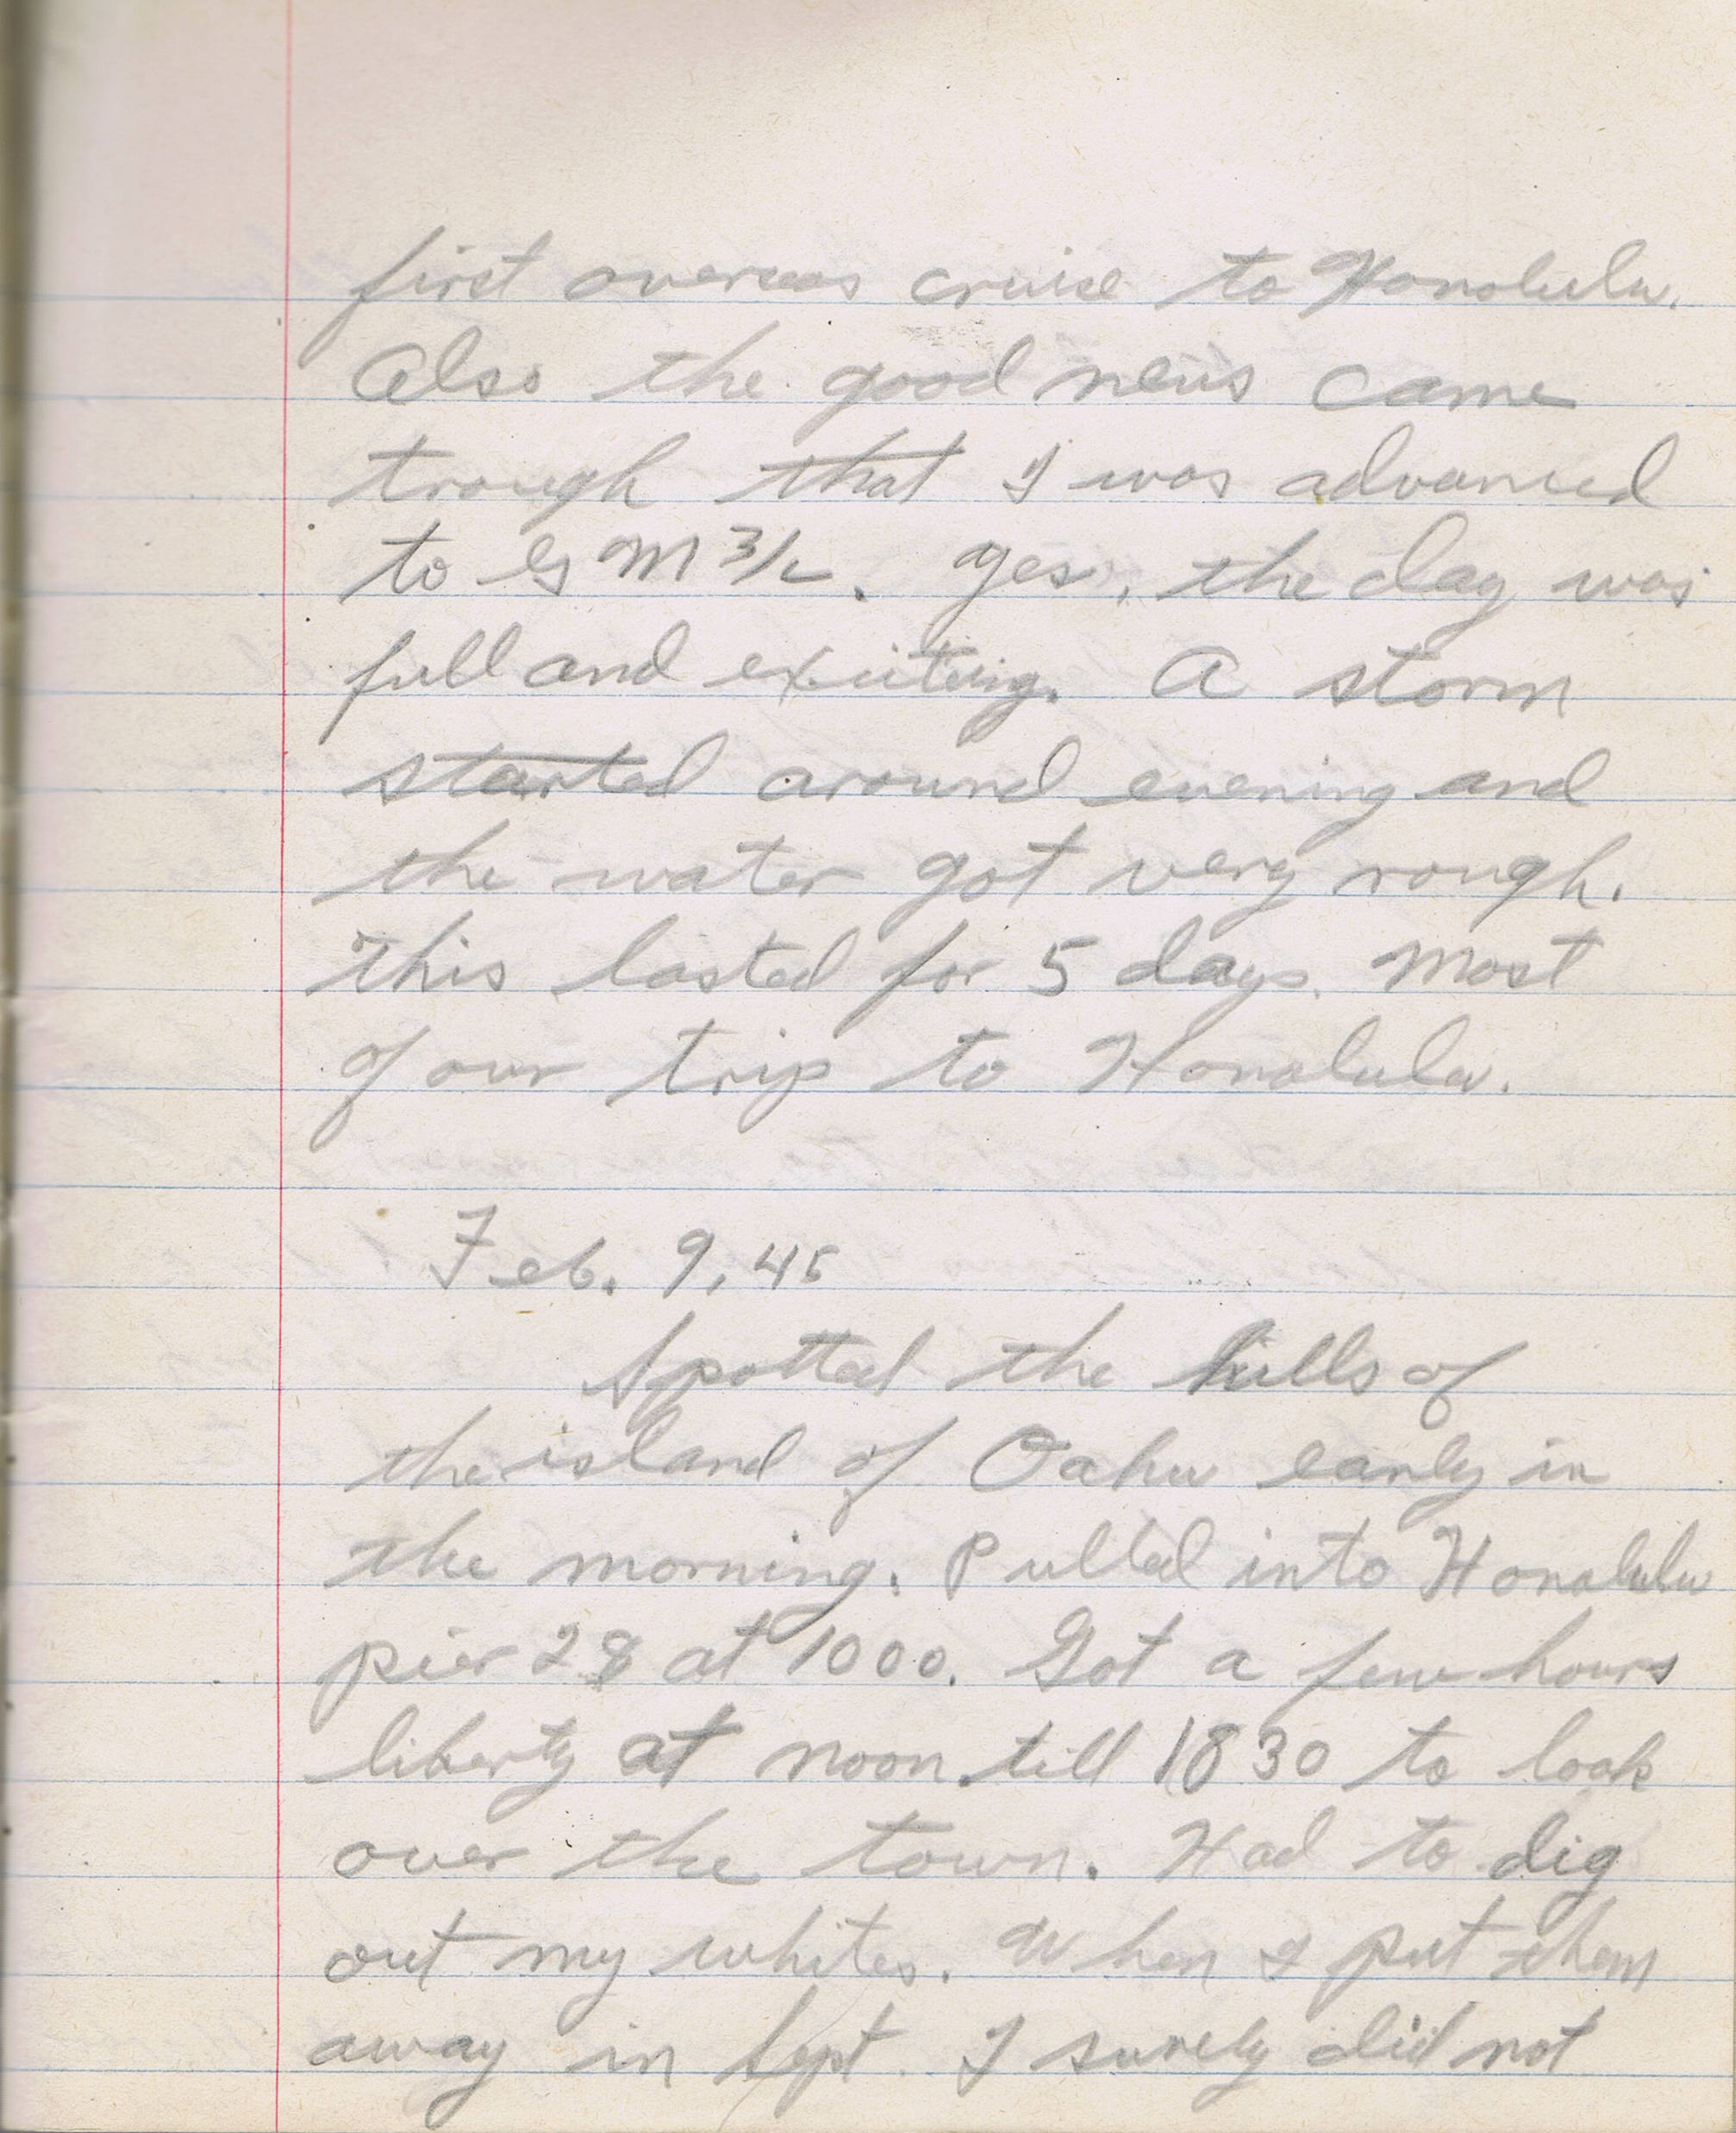 first overseas cruise to Honolulu.
Also the good news came
trough that I was advanced
to GM 3/c. Yes, the day was
full and exciting. A storm
started around evening and
the water got very rough.
This lasted for 5 days. Most
of our trip to Honolulu.
Feb. 9, 45
Spotted the hills of
the island of Oahu early in
the morning. Pulled into Honolulu
pier 28 at 1000. Got a few hours
liberty at noon till 1830 to look
over the town. Had to dig
out my whites. When I put them
away in Sept. I surely did not